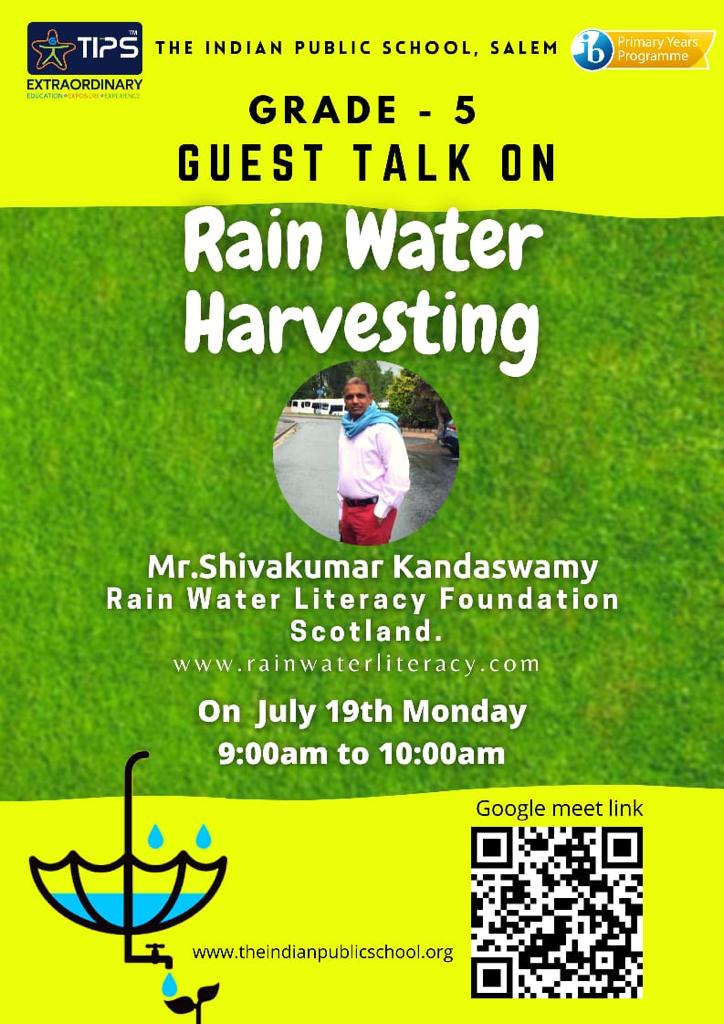 TIPS™
EXTRAORDINARY
EDUCATION•EXPOSURE•EXPERIENCE
THE INDIAN PUBLIC SCHOOL, SALEM
ib
Primary Years
Programme
GRADE - 5
GUEST TALK ON
Rain Water
Harvesting
Mr.Shivakumar Kandaswamy
Rain Water Literacy Foundation
Scotland.
www.rainwaterliteracy.com
On July 19th Monday
9:00am to 10:00am
Google meet link
www.theindianpublicschool.org